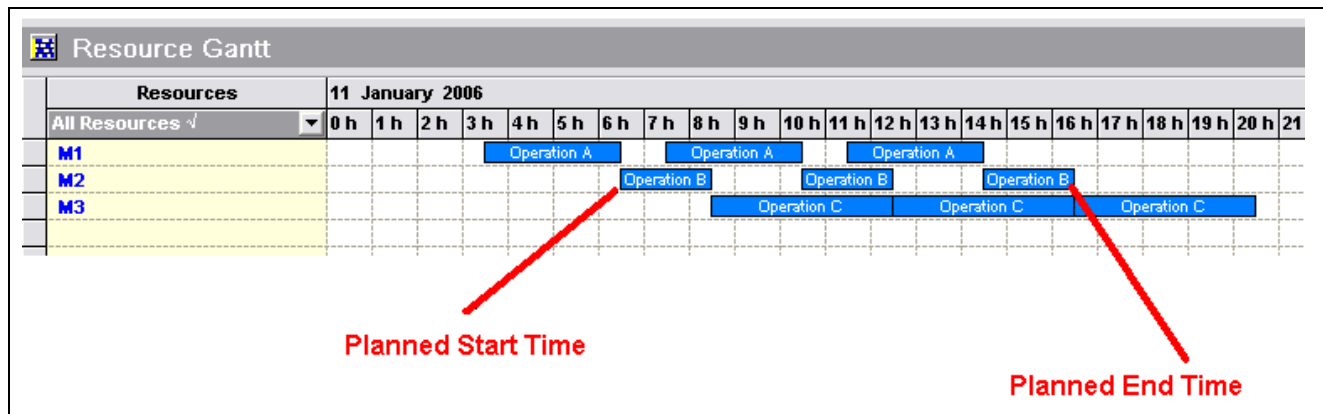 Resource Gantt
Resources 11 January 2006
All Resources √ 0 h 1 h 2 h 3 h 4 h 5 h 6 h 7 h 8 h 9 h 10 h 11 h 12 h 13 h 14 h 15 h 16 h 17 h 18 h 19 h 20 h 21
M1 Operation A Operation A Operation A
M2 Operation B Operation B Operation B
M3 Operation C Operation C Operation C
Planned Start Time
Planned End Time